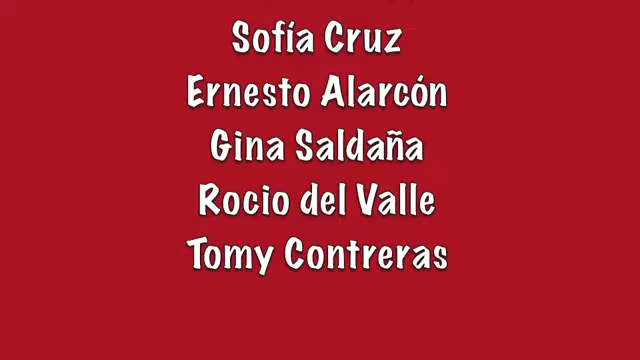 Sofía Cruz
Ernesto Alarcón
Gina Saldaña
Rocio del Valle
Tomy Contreras